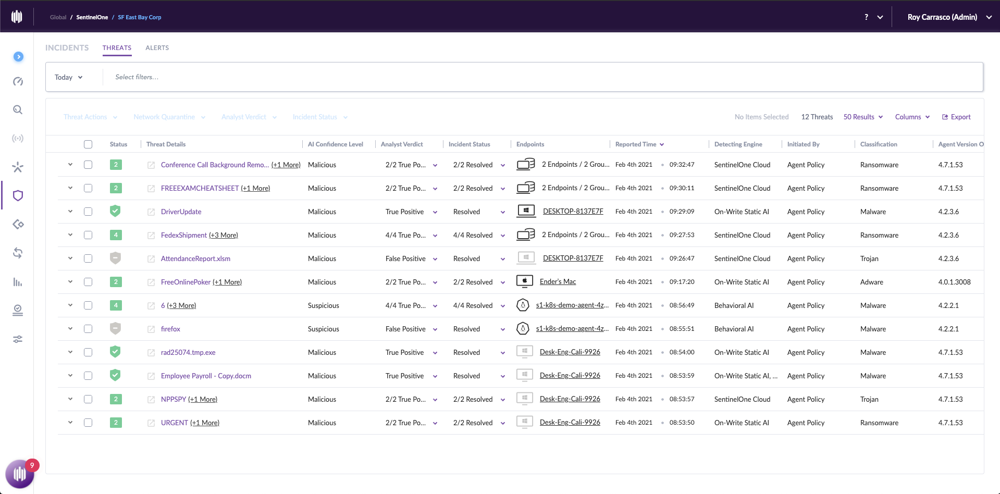 Global / SentinelOne / SF East Bay Corp
? Roy Carrasco (Admin)
INCIDENTS THREATS ALERTS
Today Select filters...
Threat Actions Network Quarantine Analyst Verdict Incident Status No Items Selected 12 Threats 50 Results Columns Export
Status Threat Details AI Confidence Level Analyst Verdict Incident Status Endpoints Reported Time Detecting Engine Initiated By Classification Agent Version O
2 Conference Call Background Remo... (+1 More) Malicious 2/2 True Po... 2/2 Resolved 2 Endpoints / 2 Grou... Feb 4th 2021 • 09:32:47 SentinelOne Cloud Agent Policy Ransomware 4.7.1.53
2 FREEEXAMCHEATSHEET (+1 More) Malicious 2/2 True Po... 2/2 Resolved 2 Endpoints / 2 Grou... Feb 4th 2021 • 09:30:11 SentinelOne Cloud Agent Policy Ransomware 4.7.1.53
DriverUpdate Malicious True Positive Resolved DESKTOP-8137E7F Feb 4th 2021 • 09:29:09 On-Write Static AI Agent Policy Malware 4.2.3.6
4 FedexShipment (+3 More) Malicious 4/4 True Po... 4/4 Resolved 2 Endpoints / 2 Grou... Feb 4th 2021 • 09:27:53 SentinelOne Cloud Agent Policy Ransomware 4.2.3.6
AttendanceReport.xlsm Malicious False Positive Resolved DESKTOP-8137E7F Feb 4th 2021 • 09:26:47 SentinelOne Cloud Agent Policy Trojan 4.2.3.6
2 FreeOnlinePoker (+1 More) Malicious 2/2 True Po... 2/2 Resolved Ender's Mac Feb 4th 2021 • 09:17:20 On-Write Static AI Agent Policy Adware 4.0.1.3008
4 6 (+3 More) Suspicious 4/4 True Po... 4/4 Resolved s1-k8s-demo-agent-4z... Feb 4th 2021 • 08:56:49 Behavioral AI Agent Policy Malware 4.2.2.1
firefox Suspicious False Positive Resolved s1-k8s-demo-agent-4z... Feb 4th 2021 • 08:55:51 Behavioral AI Agent Policy Malware 4.2.2.1
rad25074.tmp.exe Malicious True Positive Resolved Desk-Eng-Cali-9926 Feb 4th 2021 • 08:54:00 On-Write Static AI Agent Policy Malware 4.7.1.53
Employee Payroll - Copy.docm Malicious True Positive Resolved Desk-Eng-Cali-9926 Feb 4th 2021 • 08:53:59 On-Write Static AI, ... Agent Policy Malware 4.7.1.53
2 NPPSPY (+1 More) Malicious 2/2 True Po... 2/2 Resolved Desk-Eng-Cali-9926 Feb 4th 2021 • 08:53:57 SentinelOne Cloud Agent Policy Trojan 4.7.1.53
2 URGENT (+1 More) Malicious 2/2 True Po... 2/2 Resolved Desk-Eng-Cali-9926 Feb 4th 2021 • 08:53:50 On-Write Static AI Agent Policy Ransomware 4.7.1.53
9